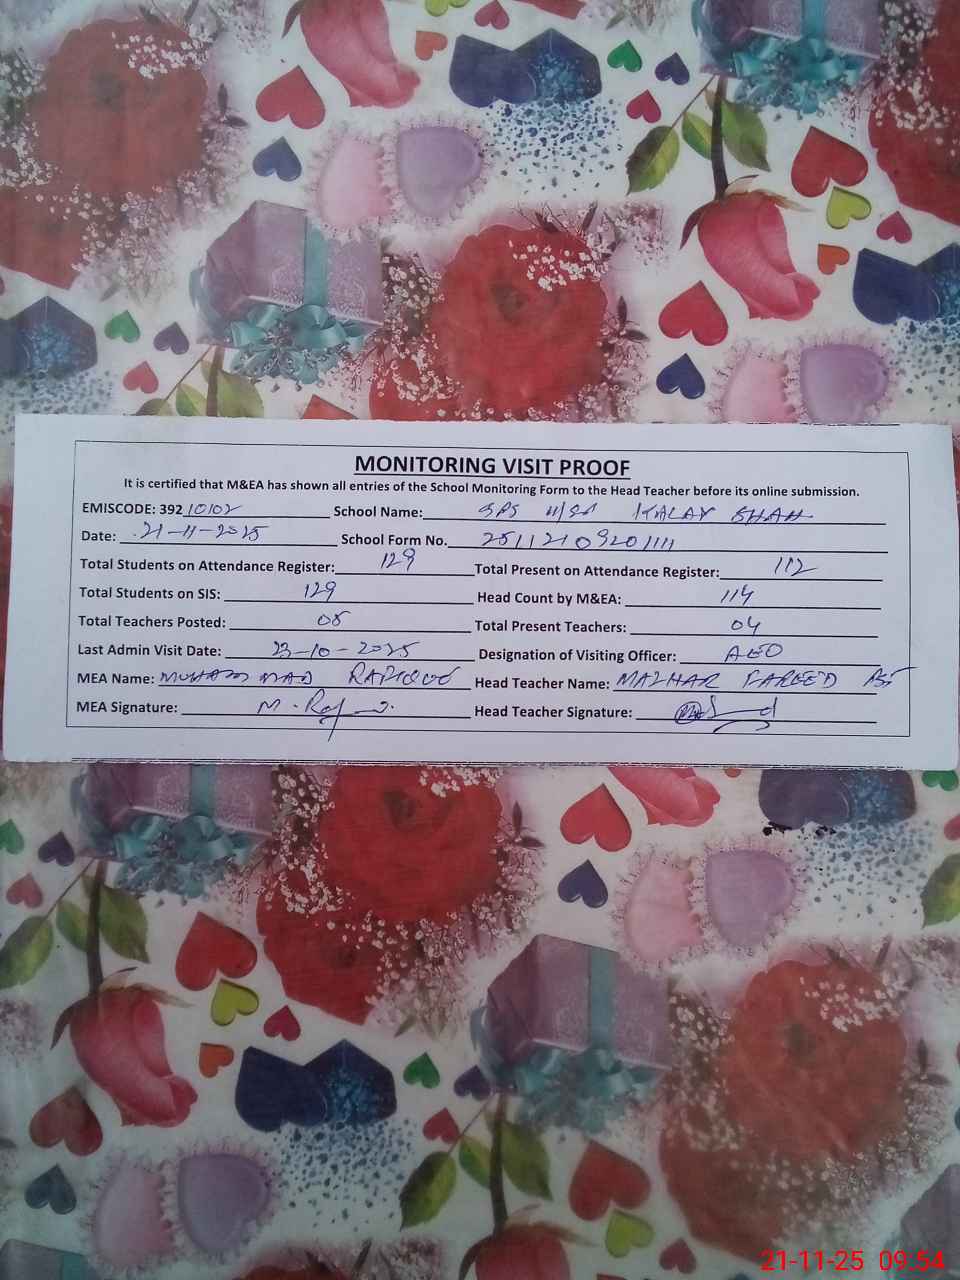 MONITORING VISIT PROOF
It is certified that M&EA has shown all entries of the School Monitoring Form to the Head Teacher before its online submission.
EMISCODE: 39210102 School Name: GPS KALAY SHAH
Date: 21-11-2025 School Form No. 25112109201111
Total Students on Attendance Register: 129 Total Present on Attendance Register: 112
Total Students on SIS: 129 Head Count by M&EA: 114
Total Teachers Posted: 05 Total Present Teachers: 04
Last Admin Visit Date: 23-10-2025 Designation of Visiting Officer: AEO
MEA Name: MUHAMMAD Head Teacher Name: MAZHAR FAREED PST
MEA Signature: Head Teacher Signature:
21-11-25 09:54